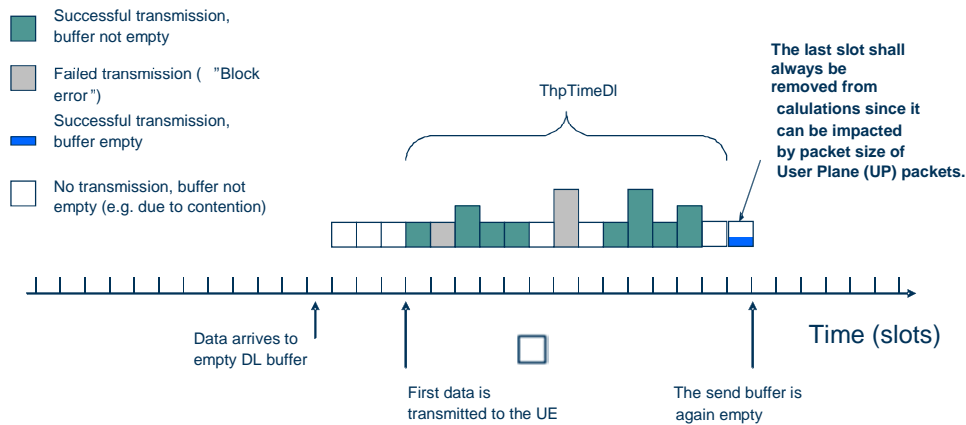 Successful transmission,
buffer not empty
Failed transmission ( "Block
error")
Successful transmission,
buffer empty
No transmission, buffer not
empty (e.g. due to contention)
ThpTimeDl
The last slot shall
always be
removed from
calulations since it
can be impacted
by packet size of
User Plane (UP) packets.
Data arrives to
empty DL buffer
First data is
transmitted to the UE
The send buffer is
again empty
Time (slots)